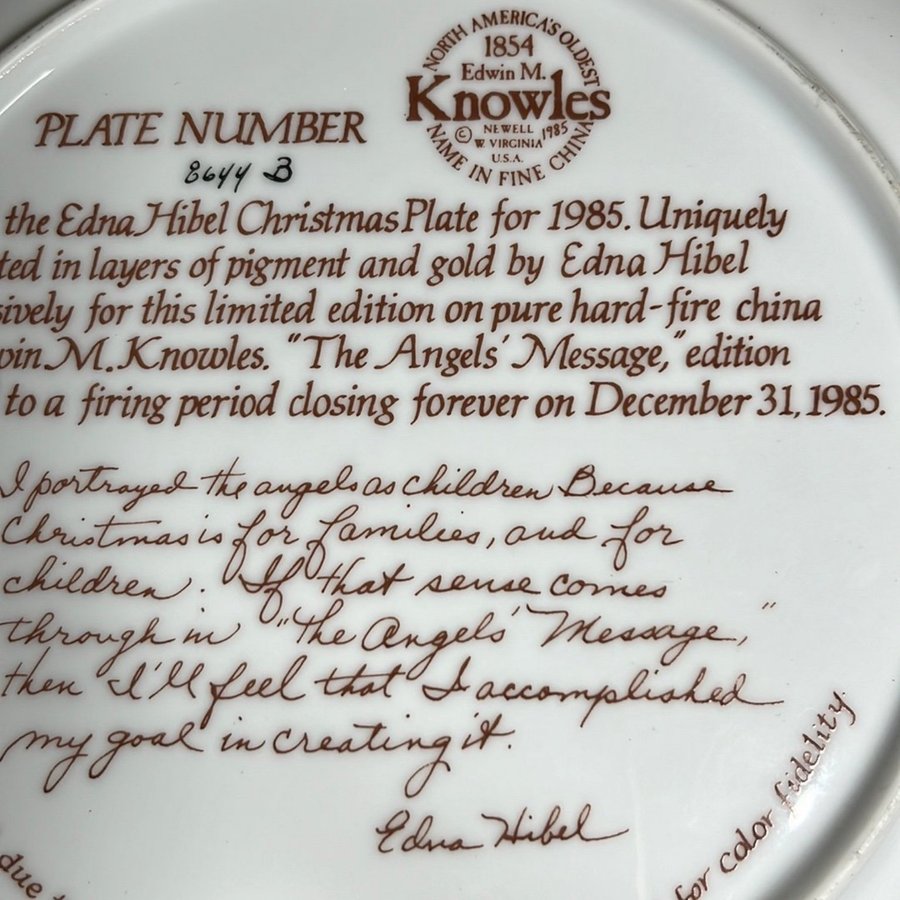 NORTH AMERICA'S OLDEST
1854
Edwin M.
Knowles
© NEWELL 1985
W. VIRGINIA
U.S.A.
NAME IN FINE CHINA
PLATE NUMBER
8644 B
the Edna Hibel Christmas Plate for 1985. Uniquely
ted in layers of pigment and gold by Edna Hibel
sively for this limited edition on pure hard-fire china
win M. Knowles. "The Angels' Message," edition
to a firing period closing forever on December 31, 1985.
I portrayed the angels as children Because
Christmas is for families, and for
children. If that sense comes
through in "The Angels' Message,"
then I'll feel that I accomplished
my goal in creating it.
Edna Hibel
due
for color fidelity